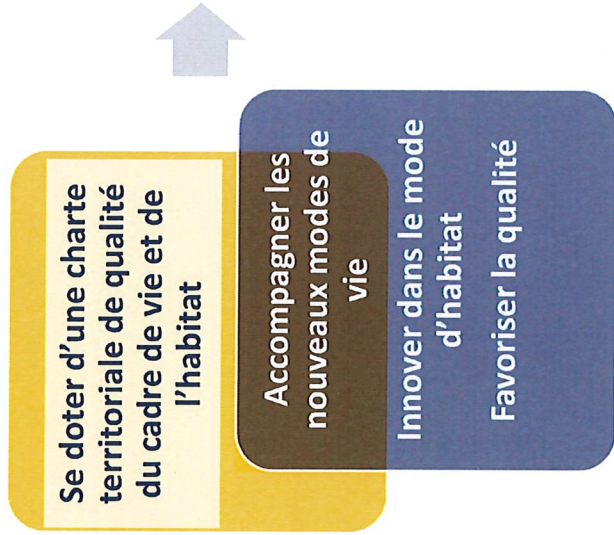 Se doter d'une charte
territoriale de qualité
du cadre de vie et de
l'habitat
Accompagner les
nouveaux modes de
vie
Innover dans le mode
d'habitat
Favoriser la qualité